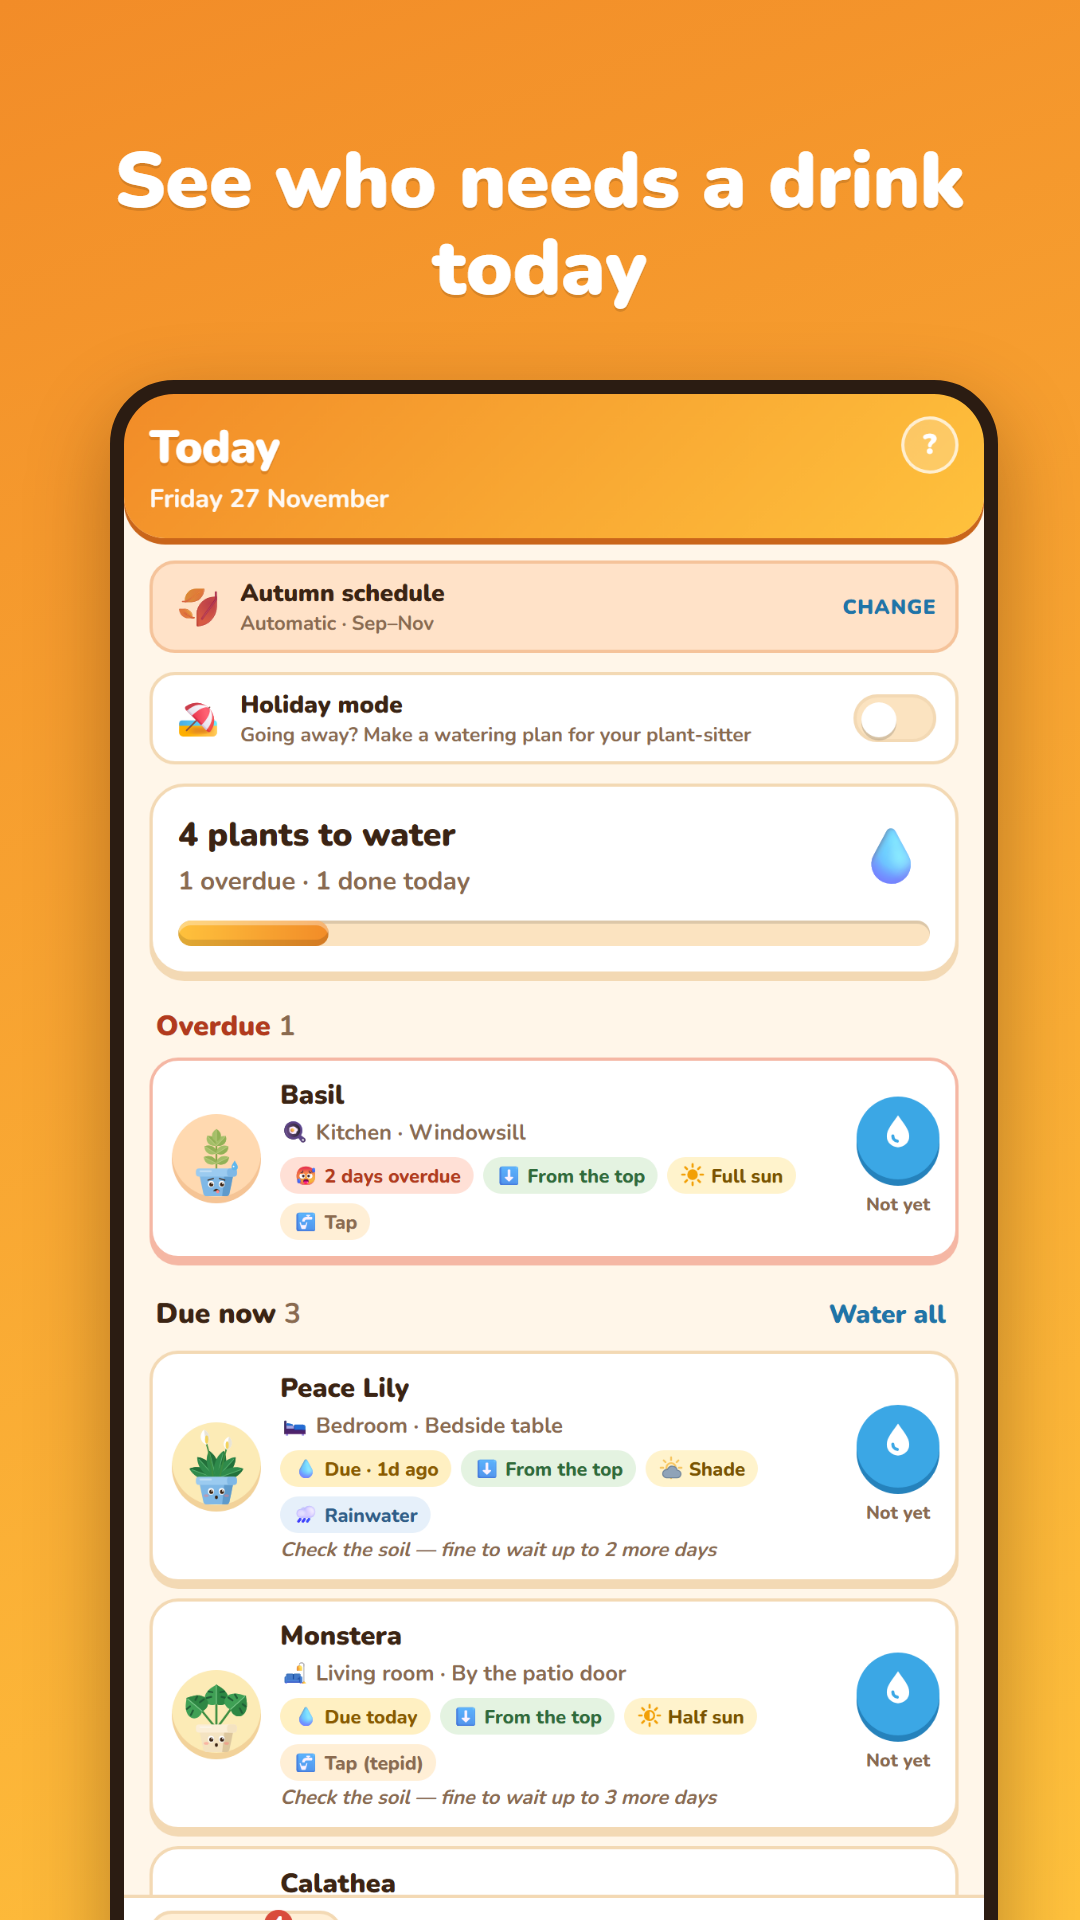 See who needs a drink
today
Today
?
Friday 27 November
Autumn schedule
Automatic · Sep–Nov
CHANGE
Holiday mode
Going away? Make a watering plan for your plant-sitter
4 plants to water
1 overdue · 1 done today
Overdue 1
Basil
Kitchen · Windowsill
2 days overdue
From the top
Full sun
Tap
Not yet
Due now 3
Water all
Peace Lily
Bedroom · Bedside table
Due · 1d ago
From the top
Shade
Rainwater
Check the soil — fine to wait up to 2 more days
Not yet
Monstera
Living room · By the patio door
Due today
From the top
Half sun
Tap (tepid)
Check the soil — fine to wait up to 3 more days
Not yet
Calathea